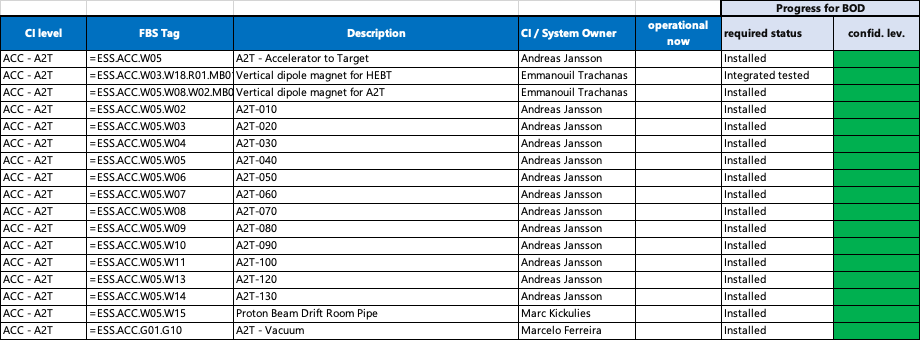 Progress for BOD
CI level FBS Tag Description CI / System Owner operational now required status confid. lev.
ACC - A2T =ESS.ACC.W05 A2T - Accelerator to Target Andreas Jansson Installed
ACC - A2T =ESS.ACC.W03.W18.R01.MB01 Vertical dipole magnet for HEBT Emmanouil Trachanas Integrated tested
ACC - A2T =ESS.ACC.W05.W08.W02.MB0 Vertical dipole magnet for A2T Emmanouil Trachanas Installed
ACC - A2T =ESS.ACC.W05.W02 A2T-010 Andreas Jansson Installed
ACC - A2T =ESS.ACC.W05.W03 A2T-020 Andreas Jansson Installed
ACC - A2T =ESS.ACC.W05.W04 A2T-030 Andreas Jansson Installed
ACC - A2T =ESS.ACC.W05.W05 A2T-040 Andreas Jansson Installed
ACC - A2T =ESS.ACC.W05.W06 A2T-050 Andreas Jansson Installed
ACC - A2T =ESS.ACC.W05.W07 A2T-060 Andreas Jansson Installed
ACC - A2T =ESS.ACC.W05.W08 A2T-070 Andreas Jansson Installed
ACC - A2T =ESS.ACC.W05.W09 A2T-080 Andreas Jansson Installed
ACC - A2T =ESS.ACC.W05.W10 A2T-090 Andreas Jansson Installed
ACC - A2T =ESS.ACC.W05.W11 A2T-100 Andreas Jansson Installed
ACC - A2T =ESS.ACC.W05.W13 A2T-120 Andreas Jansson Installed
ACC - A2T =ESS.ACC.W05.W14 A2T-130 Andreas Jansson Installed
ACC - A2T =ESS.ACC.W05.W15 Proton Beam Drift Room Pipe Marc Kickulies Installed
ACC - A2T =ESS.ACC.G01.G10 A2T - Vacuum Marcelo Ferreira Installed